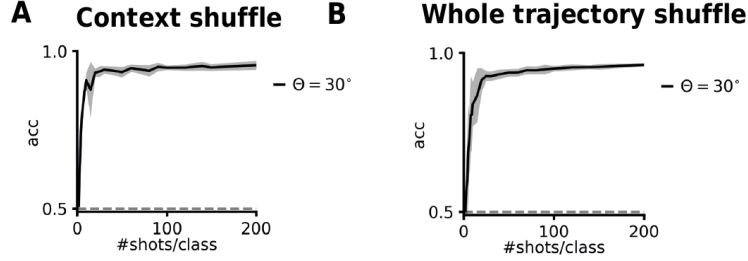 A
Context shuffle
1.0
acc
0.5
0
100
200
#shots/class
Θ = 30°
B
Whole trajectory shuffle
1.0
acc
0.5
0
100
200
#shots/class
Θ = 30°